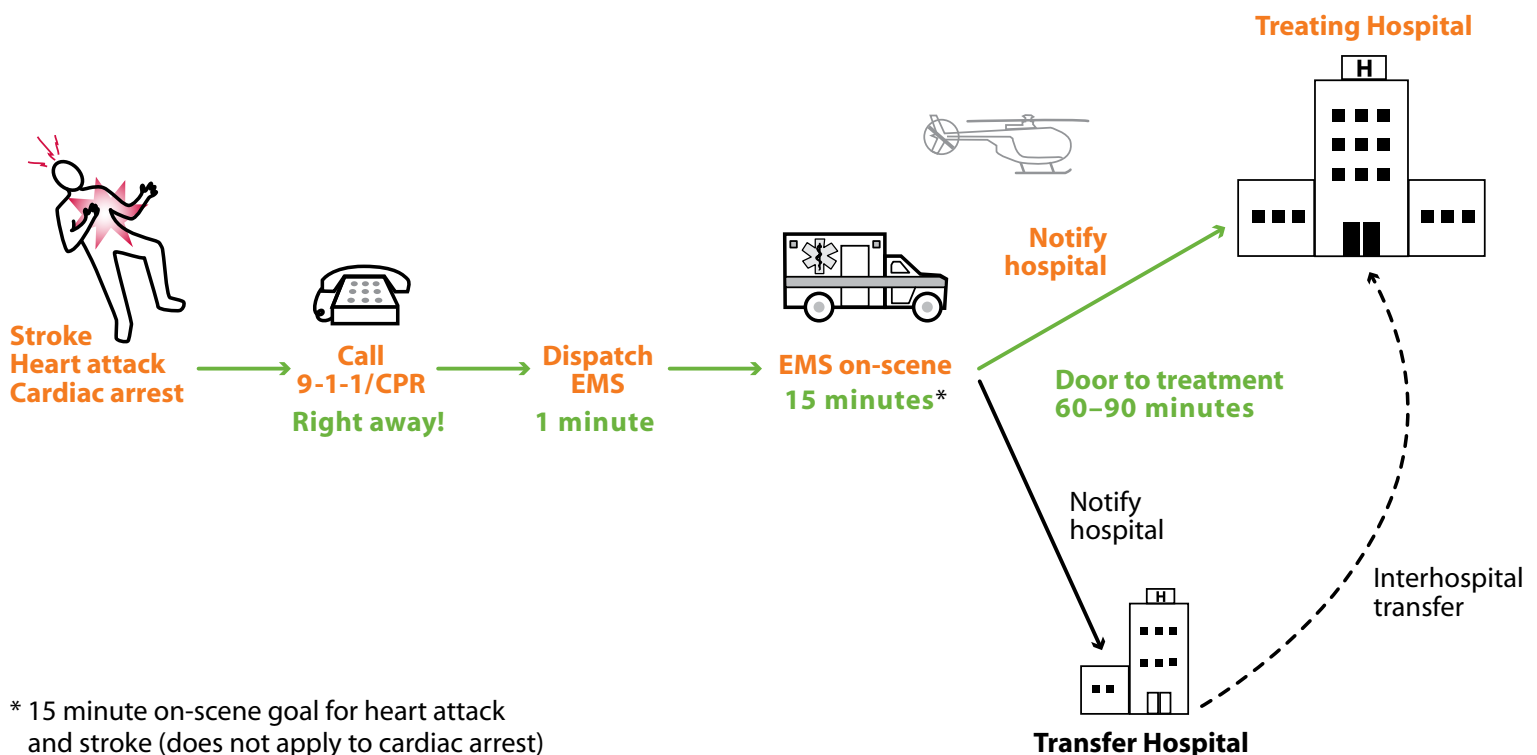 Treating Hospital
H
Notify
hospital
Stroke
Heart attack
Cardiac arrest
Call
9-1-1/CPR
Right away!
Dispatch
EMS
1 minute
EMS on-scene
15 minutes*
Door to treatment
60–90 minutes
Notify
hospital
Interhospital
transfer
H
Transfer Hospital
* 15 minute on-scene goal for heart attack
and stroke (does not apply to cardiac arrest)